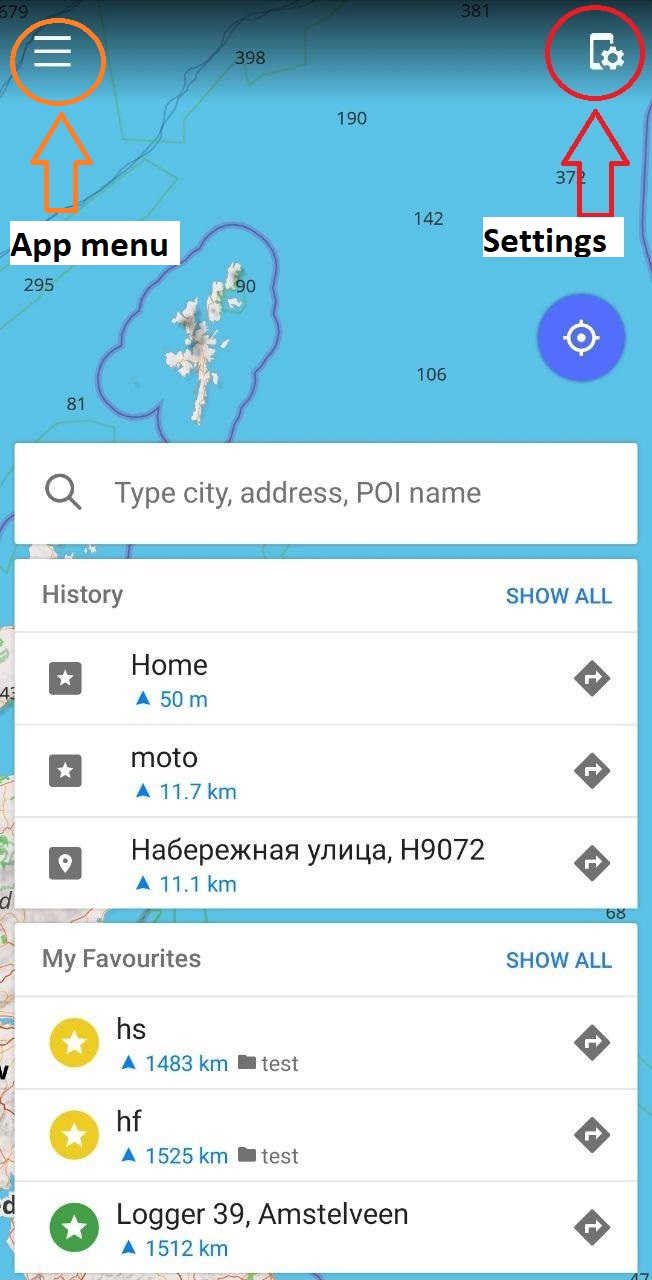 679
381
398
190
372
142
App menu
Settings
295
90
106
81
Type city, address, POI name
History
SHOW ALL
43
Home
50 m
moto
11.7 km
Набережная улица, H9072
11.1 km
d
68
My Favourites
SHOW ALL
hs
1483 km test
hf
1525 km test
Logger 39, Amstelveen
1512 km
47